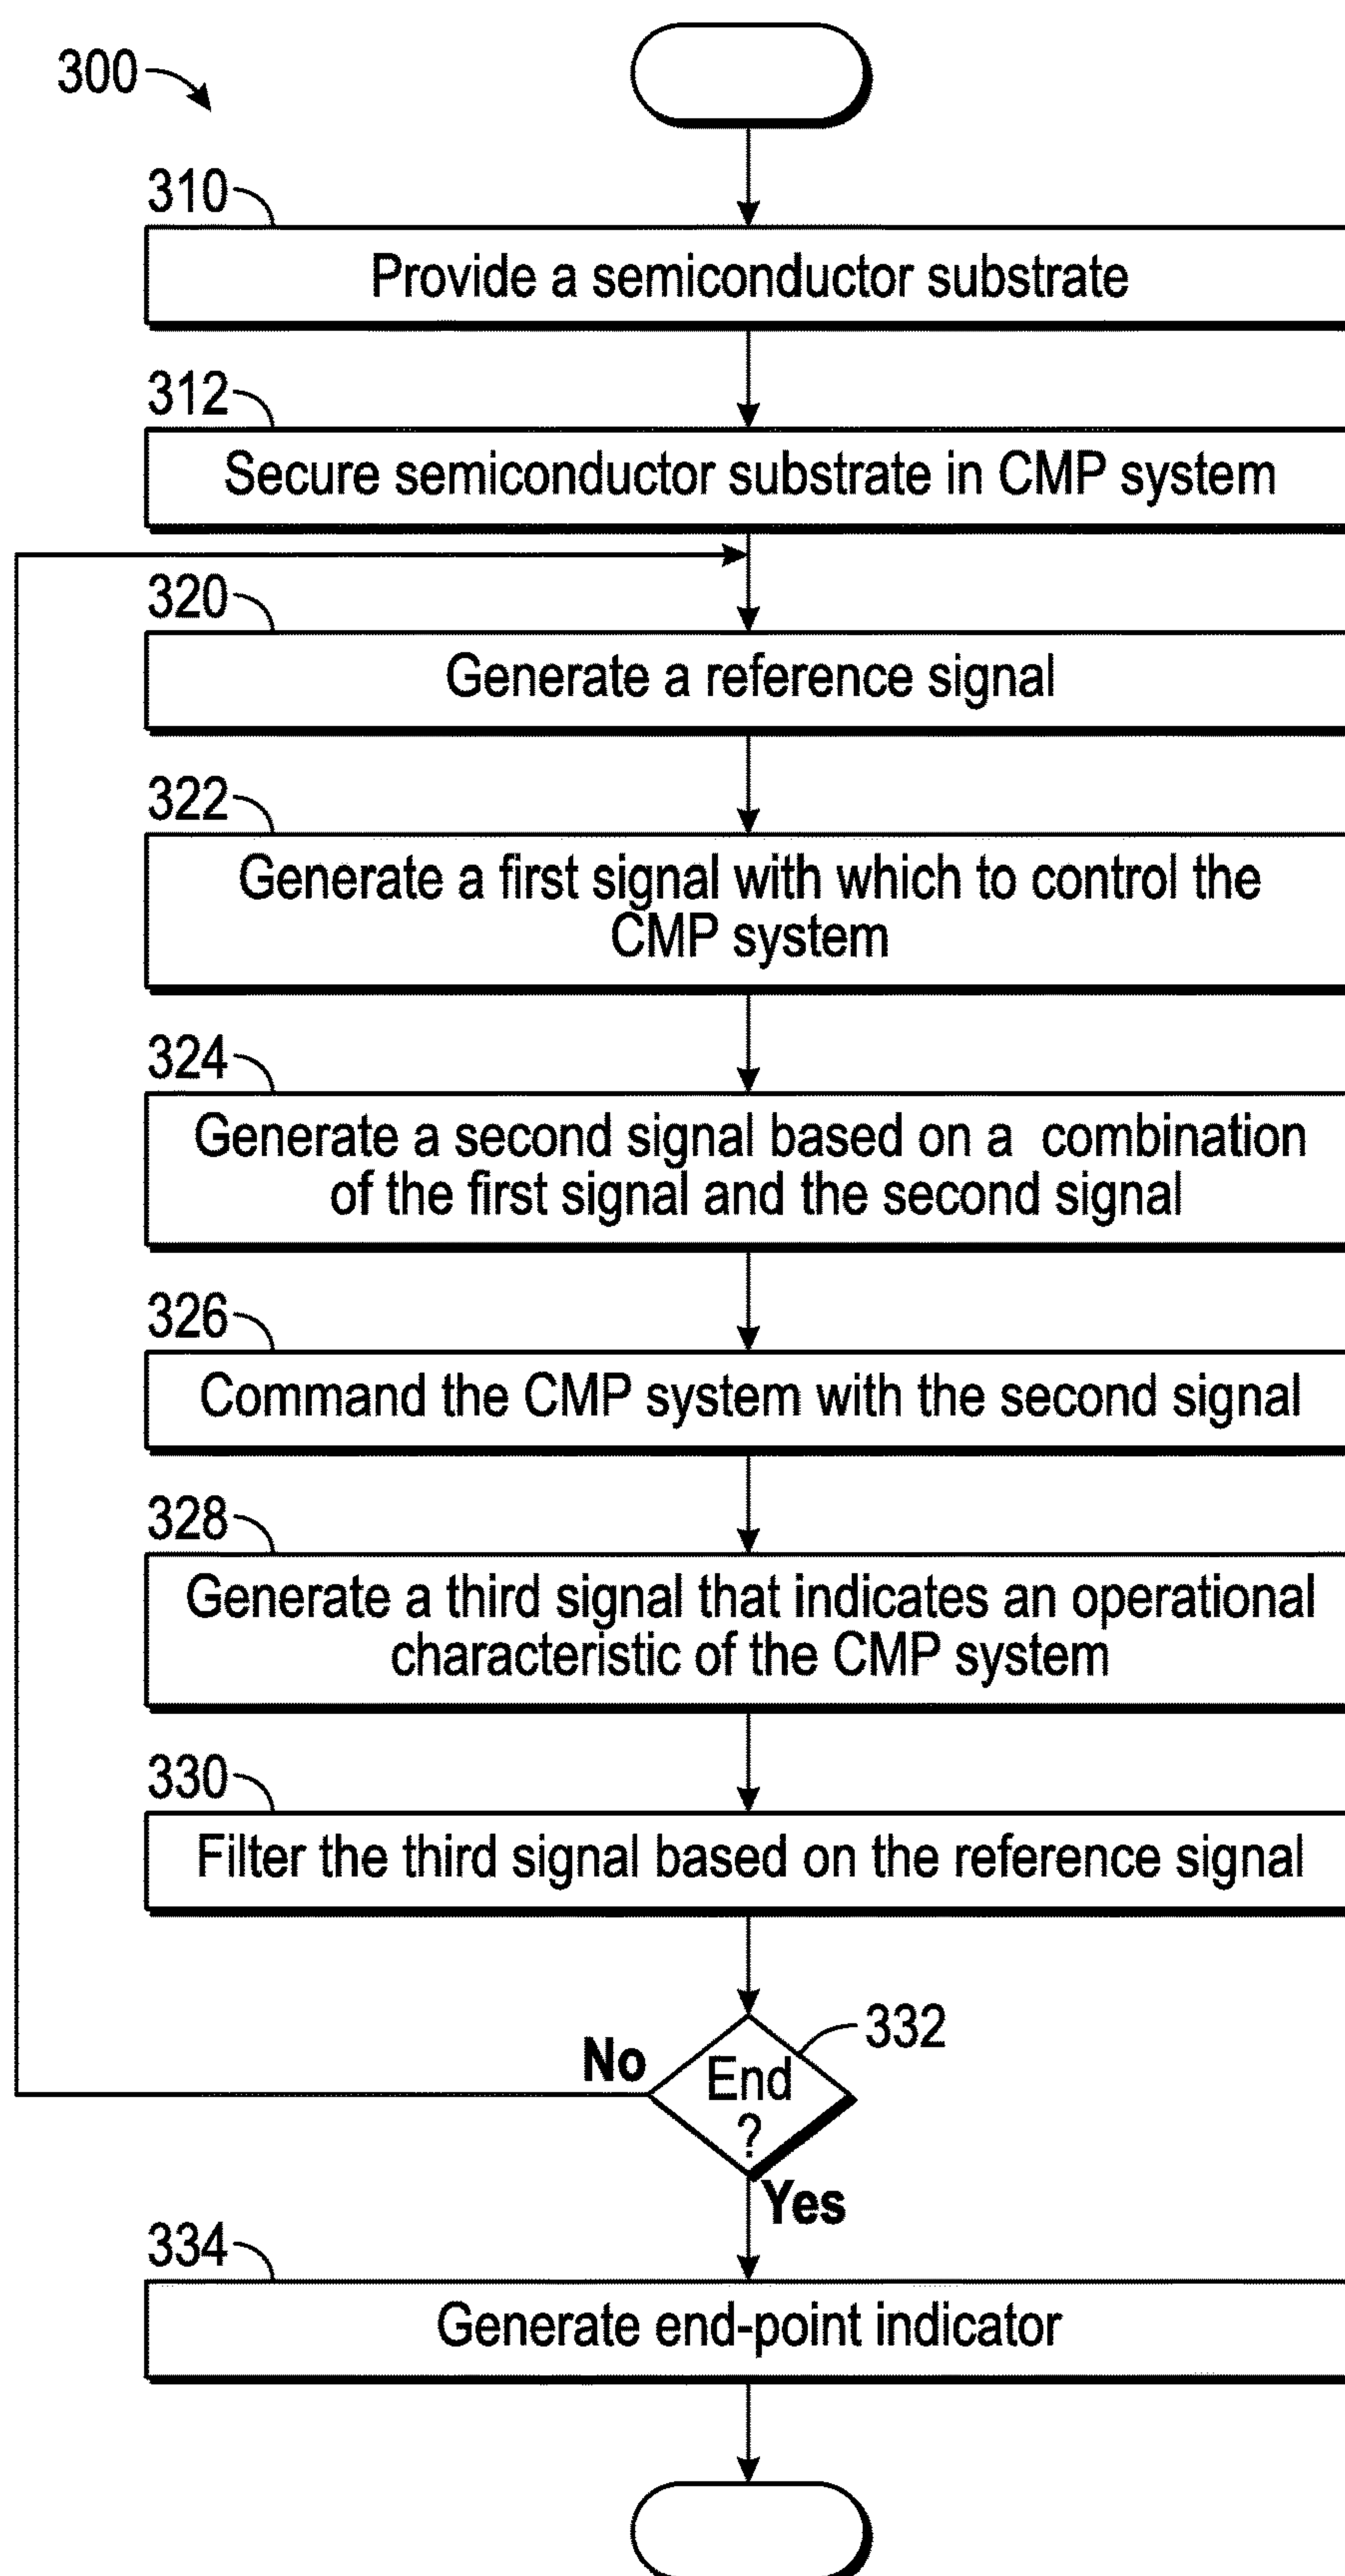 300
310
Provide a semiconductor substrate
312
Secure semiconductor substrate in CMP system
320
Generate a reference signal
322
Generate a first signal with which to control the
CMP system
324
Generate a second signal based on a combination
of the first signal and the second signal
326
Command the CMP system with the second signal
328
Generate a third signal that indicates an operational
characteristic of the CMP system
330
Filter the third signal based on the reference signal
332
No
End
?
Yes
334
Generate end-point indicator